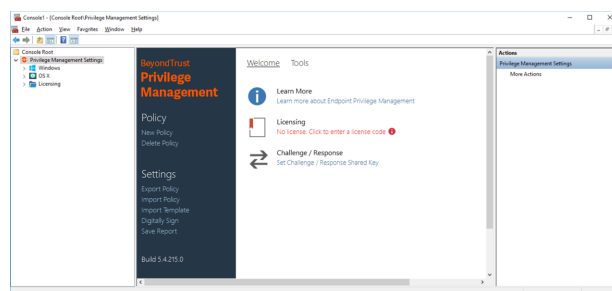 Console1 - [Console Root\Privilege Management Settings]
File Action View Favorites Window Help
Console Root
Privilege Management Settings
Windows
OS X
Licensing
BeyondTrust
Privilege
Management
Policy
New Policy
Delete Policy
Settings
Export Policy
Import Policy
Import Template
Digitally Sign
Save Report
Build 5.4.215.0
Welcome Tools
Learn More
Learn more about Endpoint Privilege Management
Licensing
No license. Click to enter a license code
Challenge / Response
Set Challenge / Response Shared Key
Actions
Privilege Management Settings
More Actions